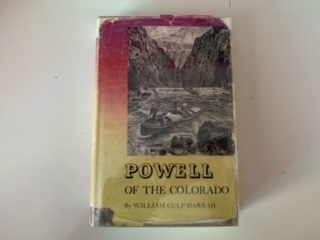 POWELL
OF THE COLORADO
By WILLIAM CULP DARRAH